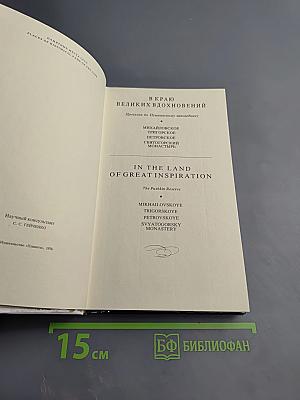 Научный консультант
С. С. ГЕЙЧЕНКО
В КРАЮ
ВЕЛИКИХ ВДОХНОВЕНИЙ
МИХАЙЛОВСКОЕ
ТРИГОРСКОЕ
ПЕТРОВСКОЕ
СВЯТОГОРСКИЙ
МОНАСТЫРЬ
IN THE LAND
OF GREAT INSPIRATION
The Pushkin Reserve
MIKHAILOVSKOYE
TRIGORSKOYE
PETROVSKOYE
SVYATOGORSKY
MONASTERY
15 см
БФ БИБЛИОФАН